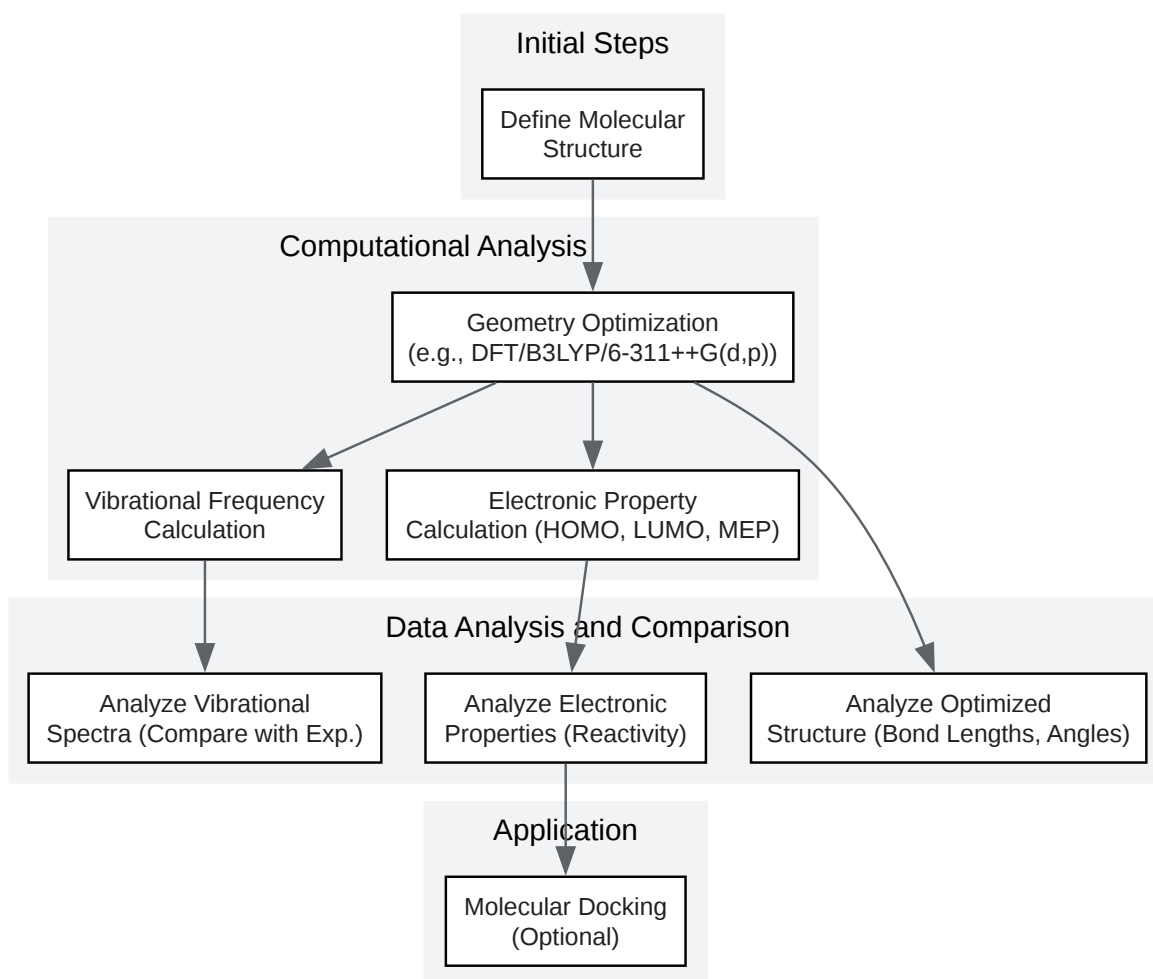 Initial Steps
Define Molecular
Structure
Computational Analysis
Geometry Optimization
(e.g., DFT/B3LYP/6-311++G(d,p))
Vibrational Frequency
Calculation
Electronic Property
Calculation (HOMO, LUMO, MEP)
Data Analysis and Comparison
Analyze Vibrational
Spectra (Compare with Exp.)
Analyze Electronic
Properties (Reactivity)
Analyze Optimized
Structure (Bond Lengths, Angles)
Application
Molecular Docking
(Optional)